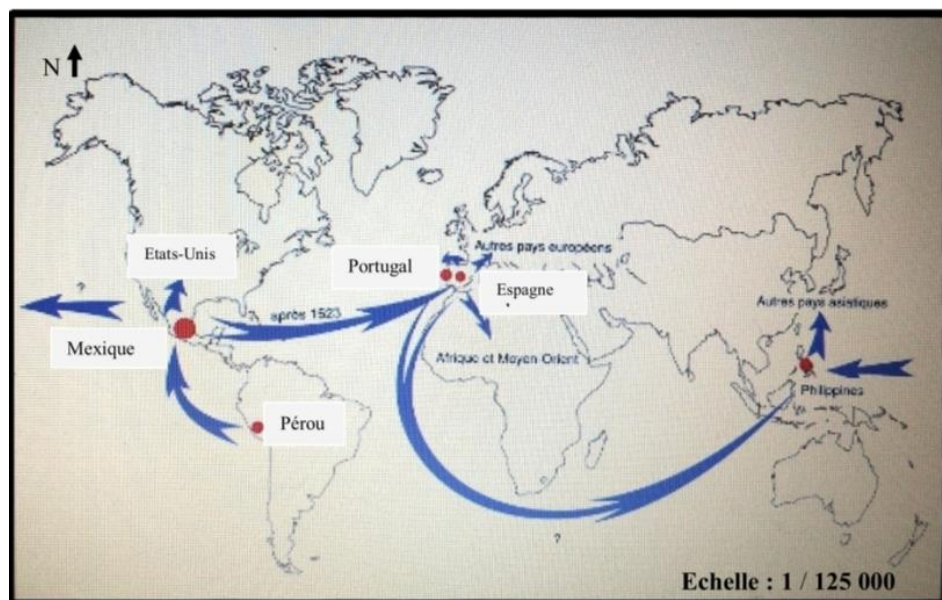 N
Etats-Unis
Portugal
Autres pays européens
Espagne
?
après 1523
Autres pays asiatiques
Mexique
Afrique et Moyen-Orient
Philippines
Pérou
?
Echelle : 1 / 125 000